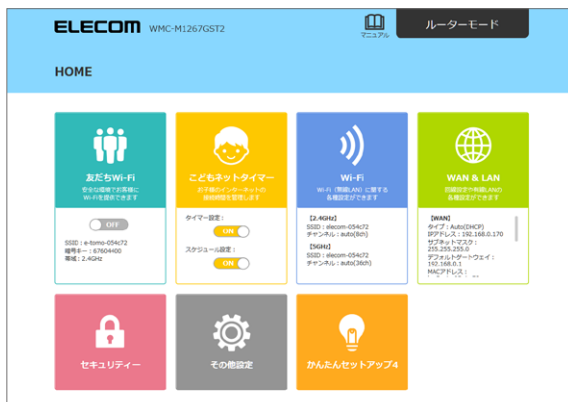 ELECOM WMC-M1267GST2
マニュアル
ルーターモード
HOME
友だちWi-Fi
安全な環境でお客様に
Wi-Fiを提供できます
OFF
SSID : e-tomo-054c72
暗号キー : 67604400
帯域 : 2.4GHz
こどもネットタイマー
お子様のインターネットの
接続時間を管理します
タイマー設定 :
ON
スケジュール設定 :
ON
Wi-Fi
Wi-Fi（無線LAN）に関する
各種設定ができます
【2.4GHz】
SSID : elecom-054c72
チャンネル : auto(8ch)
【5GHz】
SSID : elecom-054c72
チャンネル : auto(36ch)
WAN & LAN
回線設定や有線LANの
各種設定ができます
【WAN】
タイプ : Auto(DHCP)
IPアドレス : 192.168.0.170
サブネットマスク :
255.255.255.0
デフォルトゲートウェイ :
192.168.0.1
MACアドレス :
セキュリティー
その他設定
かんたんセットアップ4